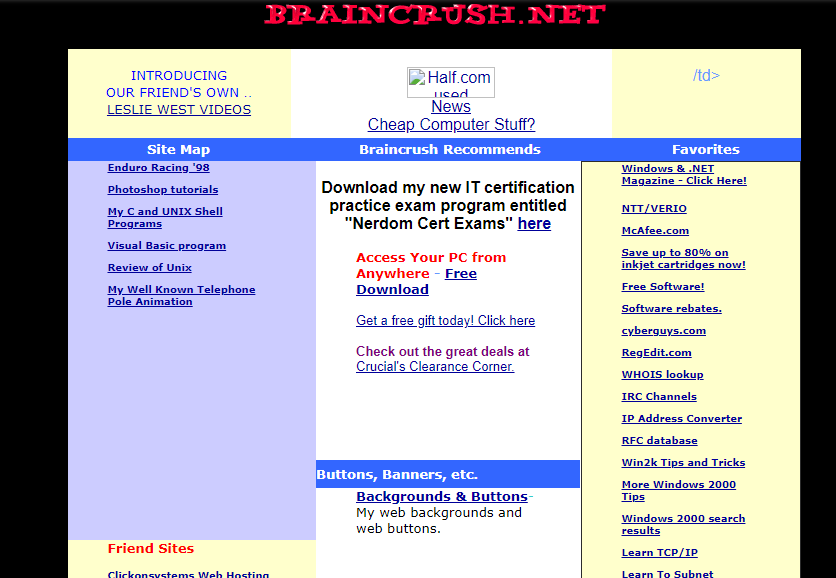 BRAINCRUSH.NET
INTRODUCING
OUR FRIEND'S OWN ..
LESLIE WEST VIDEOS
Half.com
used
News
Cheap Computer Stuff?
/td>
Site Map
Enduro Racing '98
Photoshop tutorials
My C and UNIX Shell
Programs
Visual Basic program
Review of Unix
My Well Known Telephone
Pole Animation
Friend Sites
Clickonsystems Web Hosting
Braincrush Recommends
Download my new IT certification
practice exam program entitled
"Nerdom Cert Exams" here
Access Your PC from
Anywhere - Free
Download
Get a free gift today! Click here
Check out the great deals at
Crucial's Clearance Corner.
Buttons, Banners, etc.
Backgrounds & Buttons-
My web backgrounds and
web buttons.
Favorites
Windows & .NET
Magazine - Click Here!
NTT/VERIO
McAfee.com
Save up to 80% on
inkjet cartridges now!
Free Software!
Software rebates.
cyberguys.com
RegEdit.com
WHOIS lookup
IRC Channels
IP Address Converter
RFC database
Win2k Tips and Tricks
More Windows 2000
Tips
Windows 2000 search
results
Learn TCP/IP
Learn To Subnet